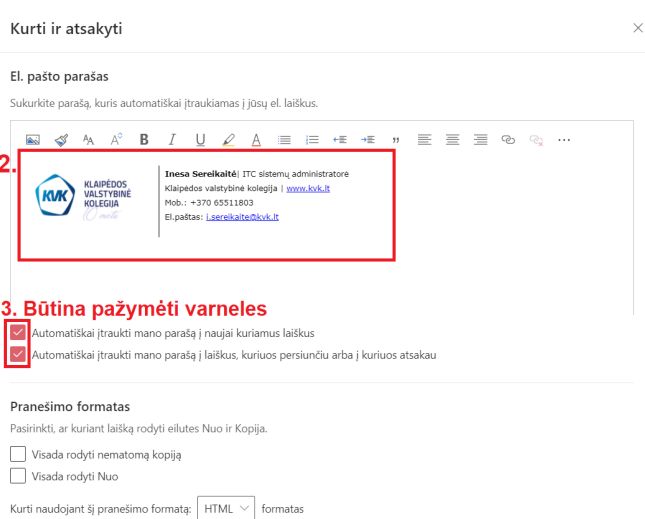 Kurti ir atsakyti
El. pašto parašas
Sukurkite parašą, kuris automatiškai įtraukiamas į jūsų el. laiškus.
2.
KVK
KLAIPĖDOS
VALSTYBINĖ
KOLEGIJA
10 metų
Inesa Sereikaitė| ITC sistemų administratorė
Klaipėdos valstybinė kolegija | www.kvk.lt
Mob.: +370 65511803
El.paštas: i.sereikaite@kvk.lt
3. Būtina pažymėti varneles
Automatiškai įtraukti mano parašą į naujai kuriamus laiškus
Automatiškai įtraukti mano parašą į laiškus, kuriuos persiunčiu arba į kuriuos atsakau
Pranešimo formatas
Pasirinkti, ar kuriant laišką rodyti eilutes Nuo ir Kopija.
Visada rodyti nematomą kopiją
Visada rodyti Nuo
Kurti naudojant šį pranešimo formatą: HTML formatas